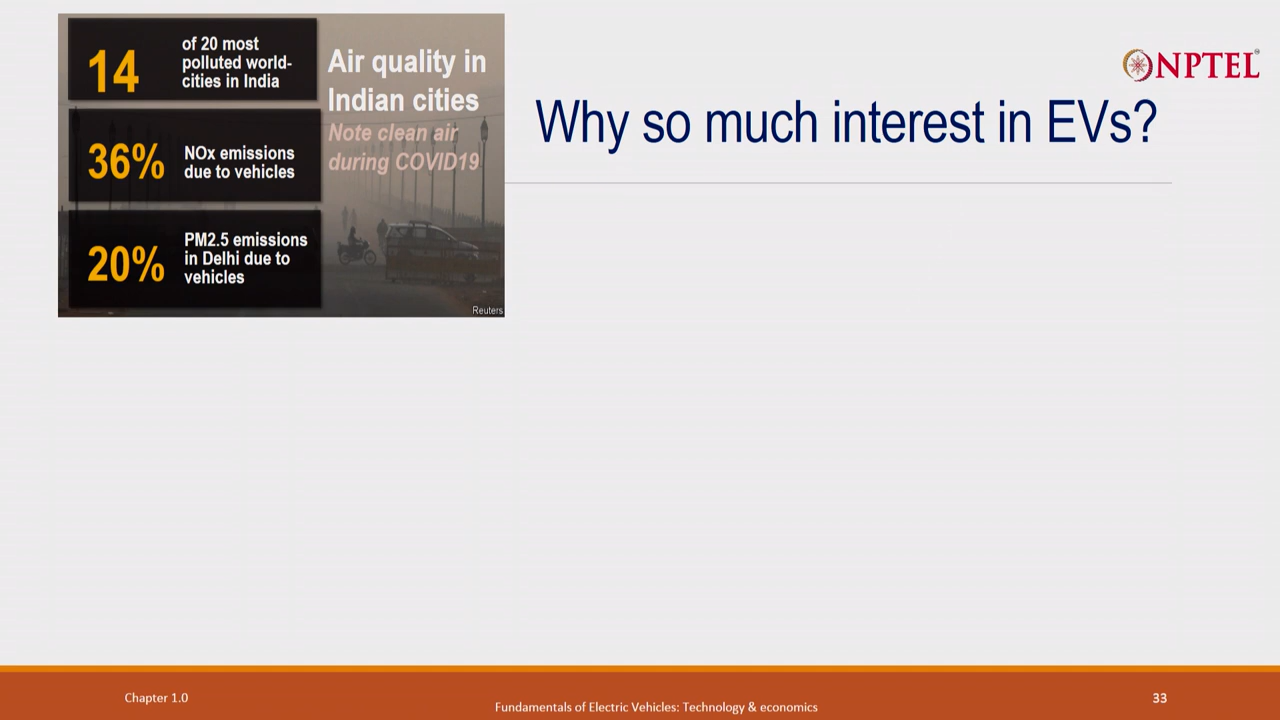 14
of 20 most
polluted world-
cities in India
36%
NOx emissions
due to vehicles
20%
PM2.5 emissions
in Delhi due to
vehicles
Air quality in
Indian cities
Note clean air
during COVID19
Reuters
Why so much interest in EVs?
NPTEL
Chapter 1.0
Fundamentals of Electric Vehicles: Technology & economics
33